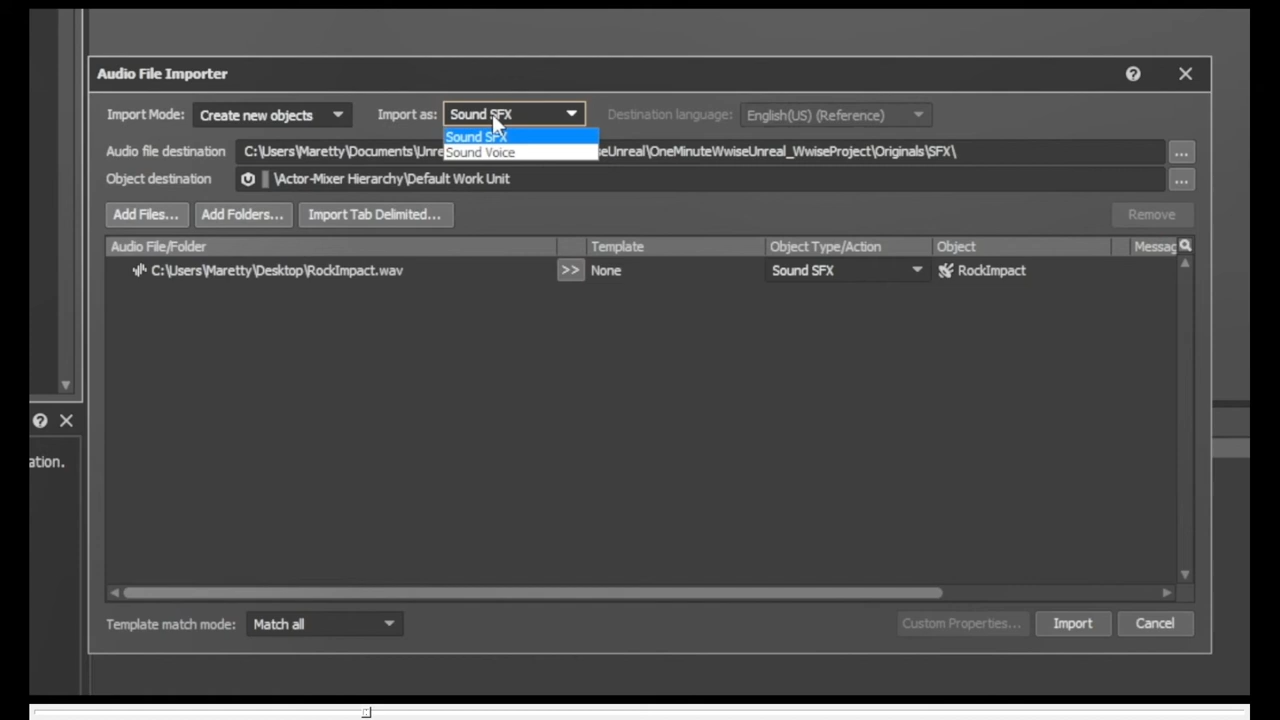 Audio File Importer
Import Mode: Create new objects Import as: Sound SFX Destination language: English(US) (Reference)
Sound SFX
Sound Voice
Audio file destination C:\Users\Maretty\Documents\Unre seUnreal\OneMinuteWwiseUnreal_WwiseProject\Originals\SFX\ ...
Object destination \Actor-Mixer Hierarchy\Default Work Unit ...
Add Files... Add Folders... Import Tab Delimited... Remove
Audio File/Folder Template Object Type/Action Object Messag
C:\Users\Maretty\Desktop\RockImpact.wav >> None Sound SFX RockImpact
ation.
Template match mode: Match all Custom Properties... Import Cancel